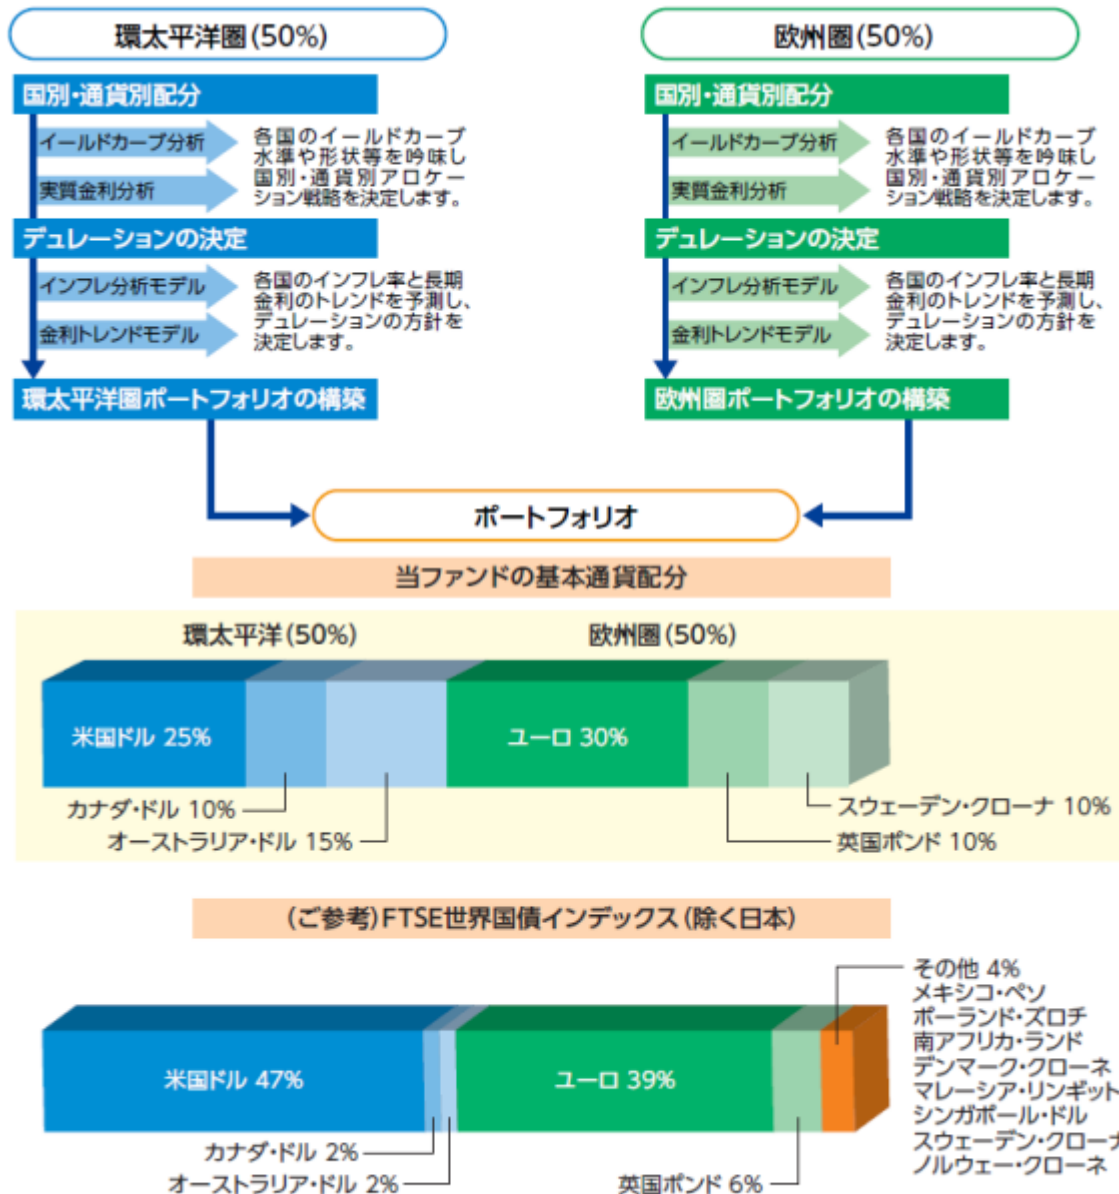 環太平洋圏(50%)
国別・通貨別配分
イールドカーブ分析
実質金利分析
各国のイールドカーブ
水準や形状等を吟味し
国別・通貨別アロケー
ション戦略を決定します。
デュレーションの決定
インフレ分析モデル
金利トレンドモデル
各国のインフレ率と長期
金利のトレンドを予測し、
デュレーションの方針を
決定します。
環太平洋圏ポートフォリオの構築
欧州圏(50%)
国別・通貨別配分
イールドカーブ分析
実質金利分析
各国のイールドカーブ
水準や形状等を吟味し
国別・通貨別アロケー
ション戦略を決定します。
デュレーションの決定
インフレ分析モデル
金利トレンドモデル
各国のインフレ率と長期
金利のトレンドを予測し、
デュレーションの方針を
決定します。
欧州圏ポートフォリオの構築
ポートフォリオ
当ファンドの基本通貨配分
環太平洋(50%)
欧州圏(50%)
米国ドル 25%
ユーロ 30%
カナダ・ドル 10%
オーストラリア・ドル 15%
スウェーデン・クローナ 10%
英国ポンド 10%
(ご参考)FTSE世界国債インデックス(除く日本)
米国ドル 47%
ユーロ 39%
カナダ・ドル 2%
オーストラリア・ドル 2%
英国ポンド 6%
その他 4%
メキシコ・ペソ
ポーランド・ズロチ
南アフリカ・ランド
デンマーク・クローネ
マレーシア・リンギット
シンガポール・ドル
スウェーデン・クローナ
ノルウェー・クローネ